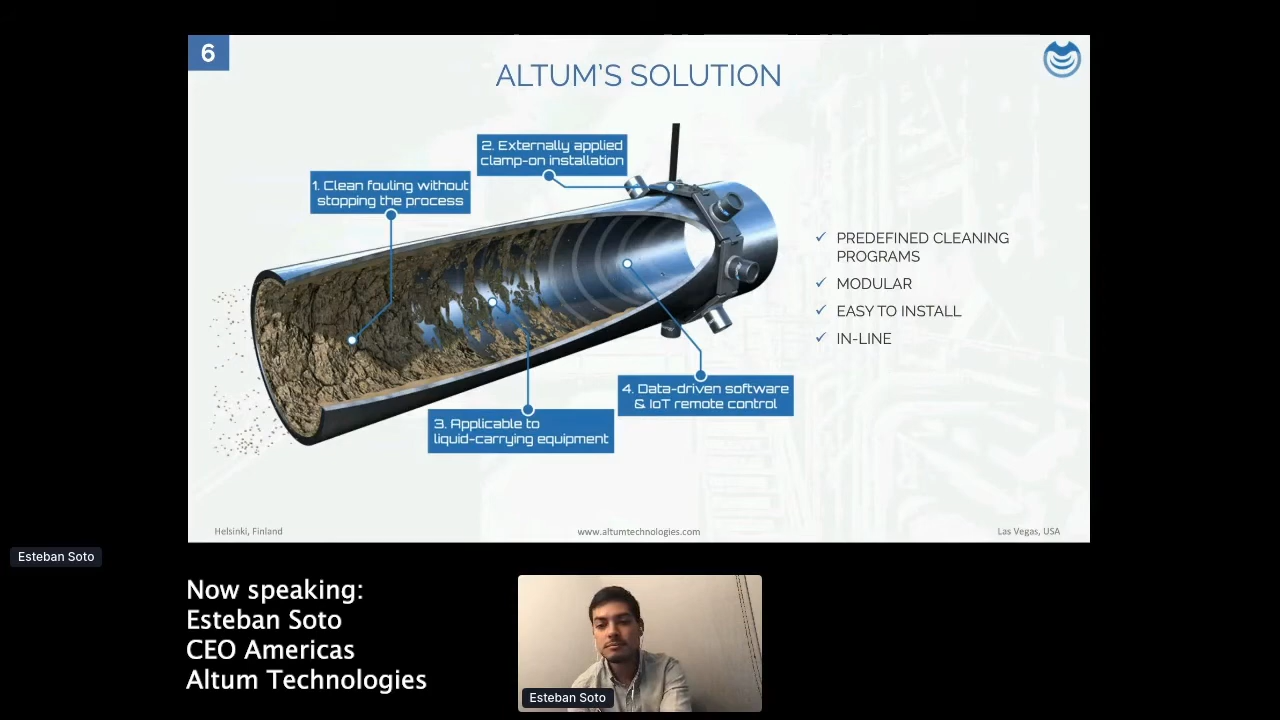 6
ALTUM'S SOLUTION
2. Externally applied
clamp-on installation
1. Clean fouling without
stopping the process
PREDEFINED CLEANING
PROGRAMS
MODULAR
EASY TO INSTALL
IN-LINE
4. Data-driven software
& IoT remote control
3. Applicable to
liquid-carrying equipment
Helsinki, Finland
www.altumtechnologies.com
Las Vegas, USA
Esteban Soto
Now speaking:
Esteban Soto
CEO Americas
Altum Technologies
Esteban Soto